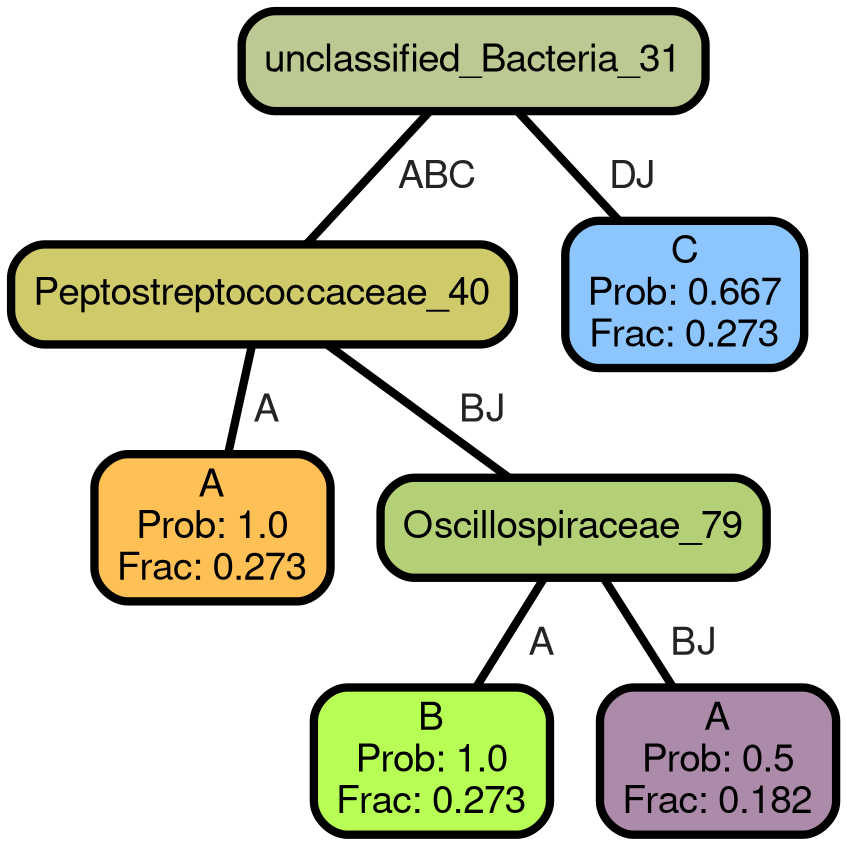 unclassified_Bacteria_31
ABC
DJ
Peptostreptococcaceae_40
C
Prob: 0.667
Frac: 0.273
A
BJ
A
Prob: 1.0
Frac: 0.273
Oscillospiraceae_79
A
BJ
B
Prob: 1.0
Frac: 0.273
A
Prob: 0.5
Frac: 0.182